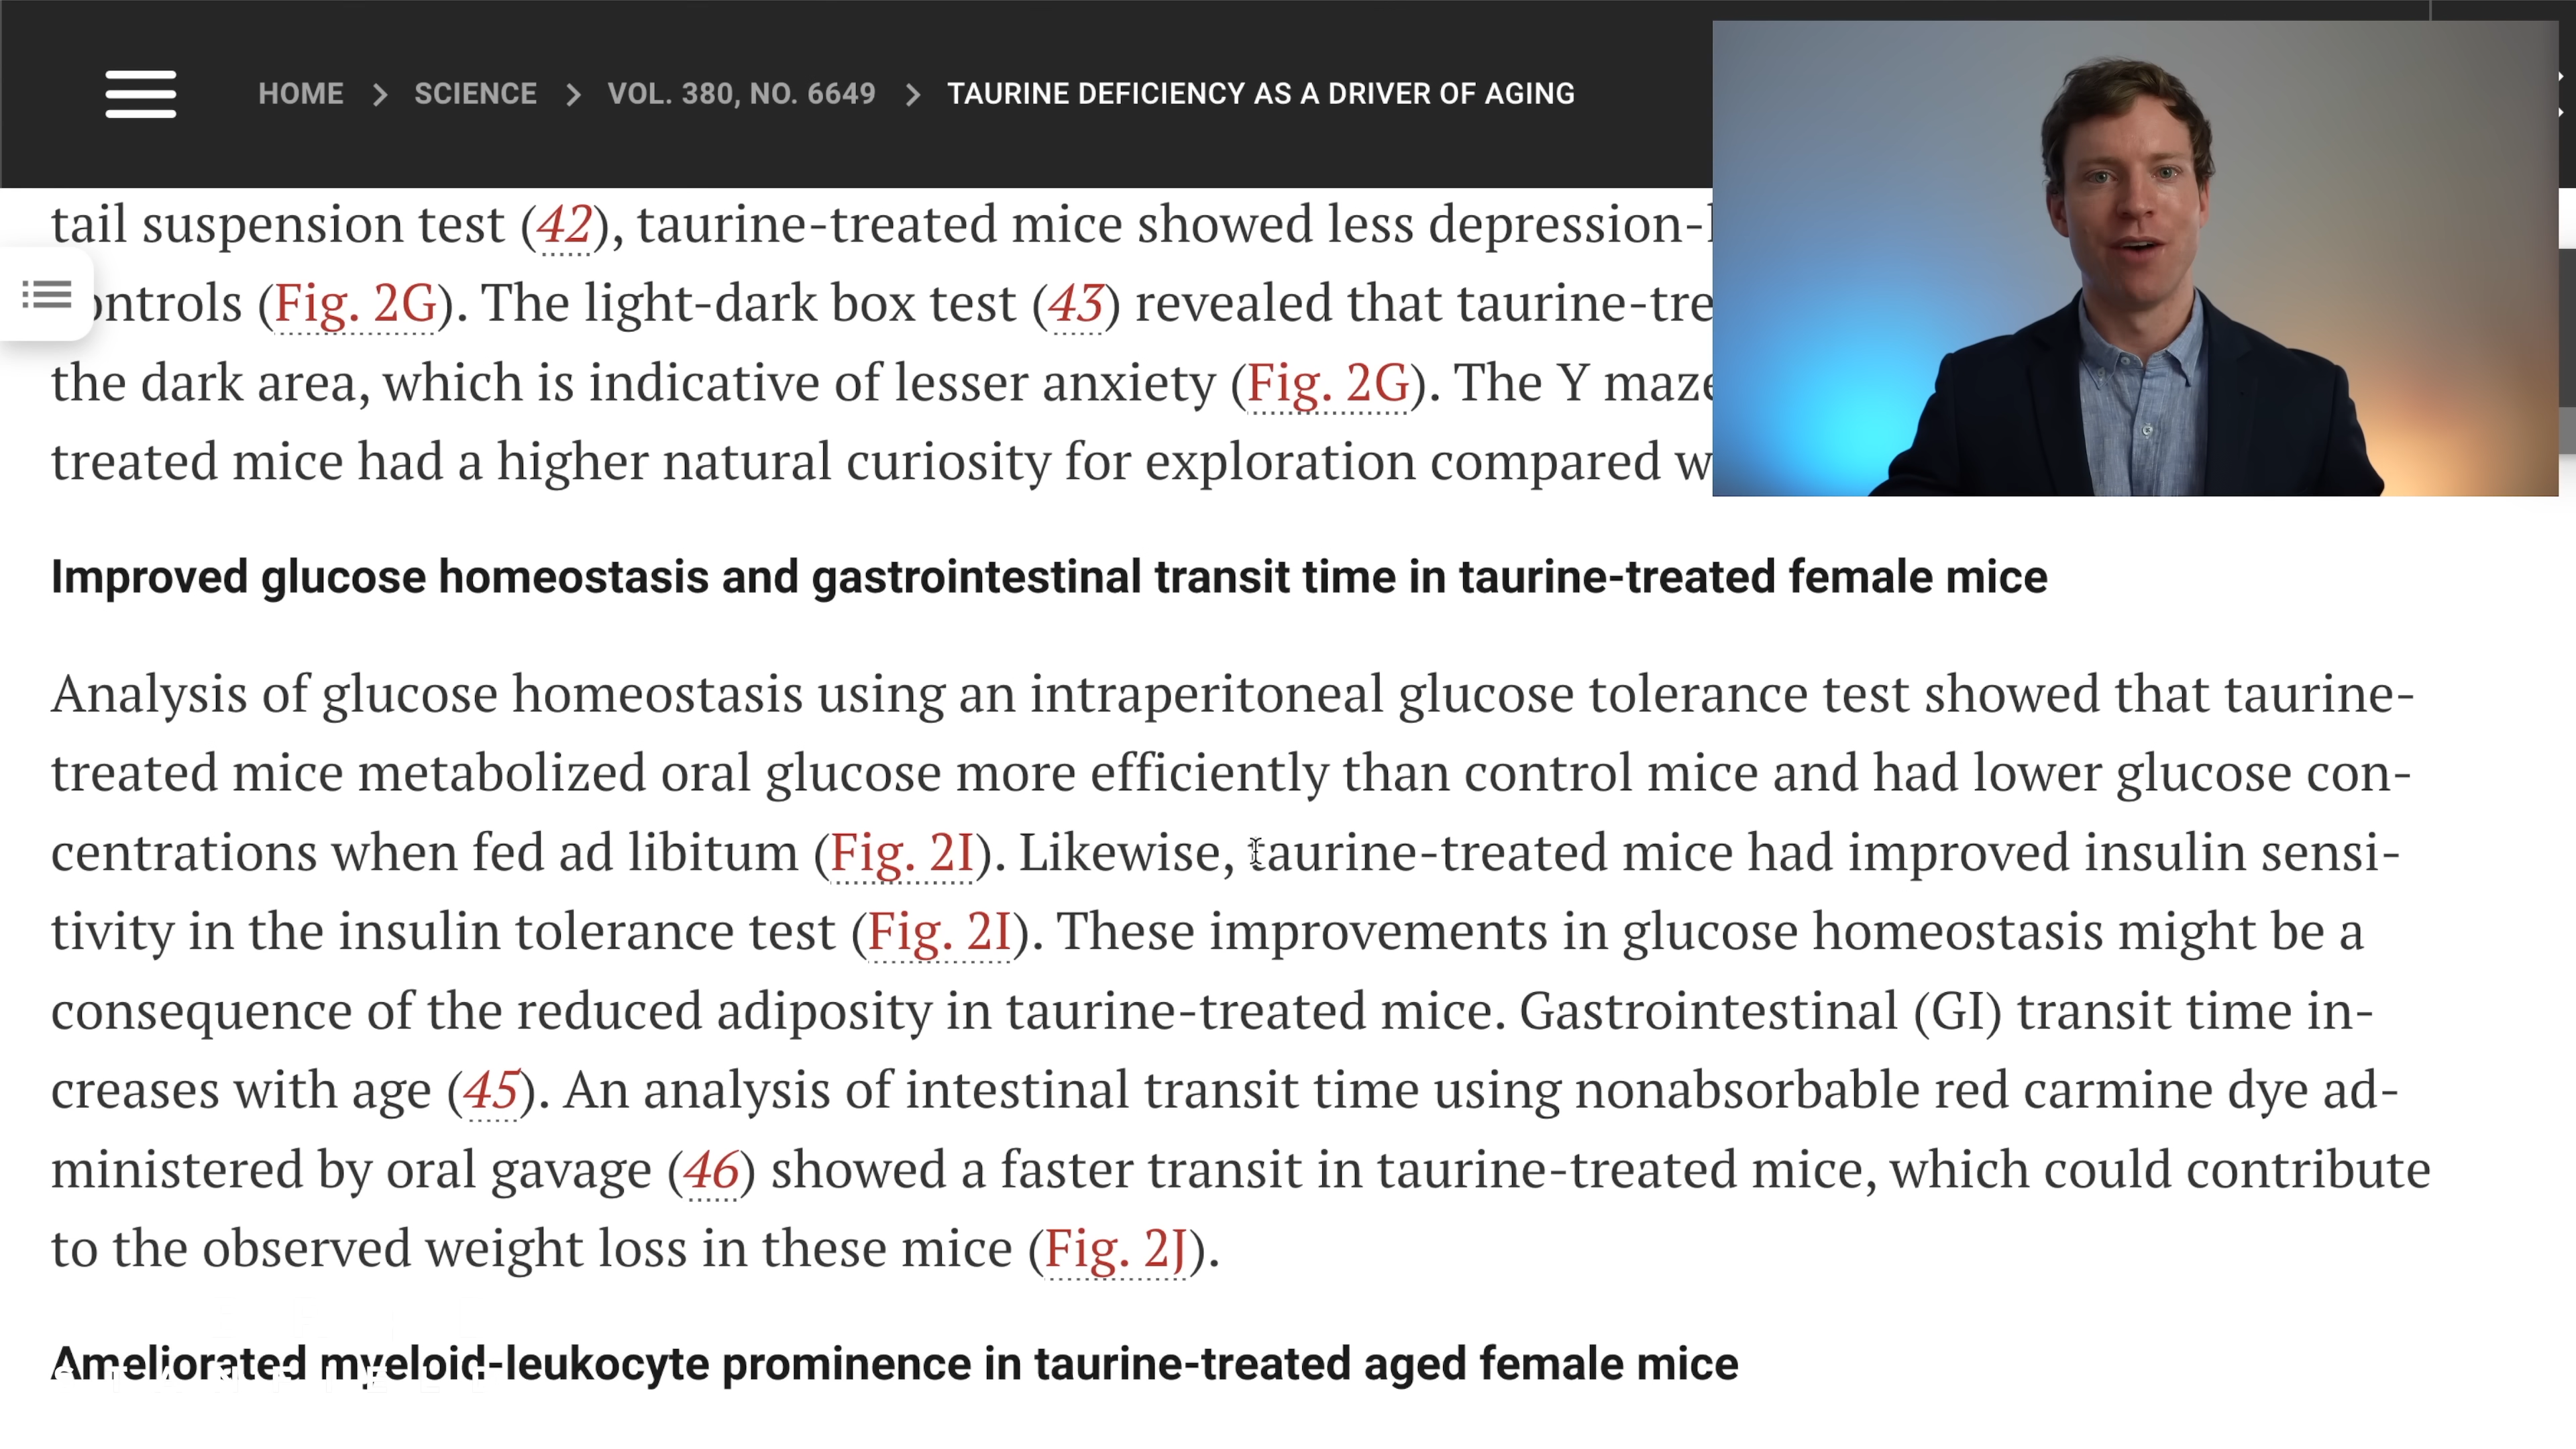 HOME > SCIENCE > VOL. 380, NO. 6649 > TAURINE DEFICIENCY AS A DRIVER OF AGING
tail suspension test (42), taurine-treated mice showed less depression-
ontrols (Fig. 2G). The light-dark box test (43) revealed that taurine-tre
the dark area, which is indicative of lesser anxiety (Fig. 2G). The Y maze
treated mice had a higher natural curiosity for exploration compared w
Improved glucose homeostasis and gastrointestinal transit time in taurine-treated female mice
Analysis of glucose homeostasis using an intraperitoneal glucose tolerance test showed that taurine-
treated mice metabolized oral glucose more efficiently than control mice and had lower glucose con-
centrations when fed ad libitum (Fig. 2I). Likewise, taurine-treated mice had improved insulin sensi-
tivity in the insulin tolerance test (Fig. 2I). These improvements in glucose homeostasis might be a
consequence of the reduced adiposity in taurine-treated mice. Gastrointestinal (GI) transit time in-
creases with age (45). An analysis of intestinal transit time using nonabsorbable red carmine dye ad-
ministered by oral gavage (46) showed a faster transit in taurine-treated mice, which could contribute
to the observed weight loss in these mice (Fig. 2J).
Ameliorated myeloid-leukocyte prominence in taurine-treated aged female mice